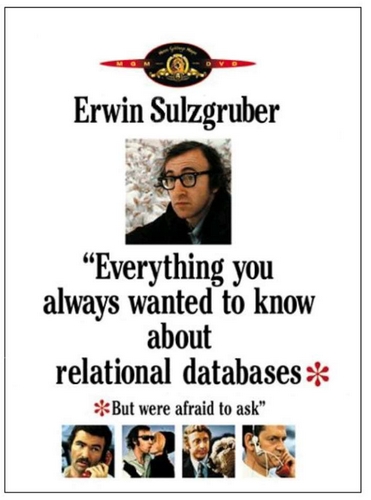 MGM DVD
Erwin Sulzgruber
“Everything you
always wanted to know
about
relational databases*
*But were afraid to ask”